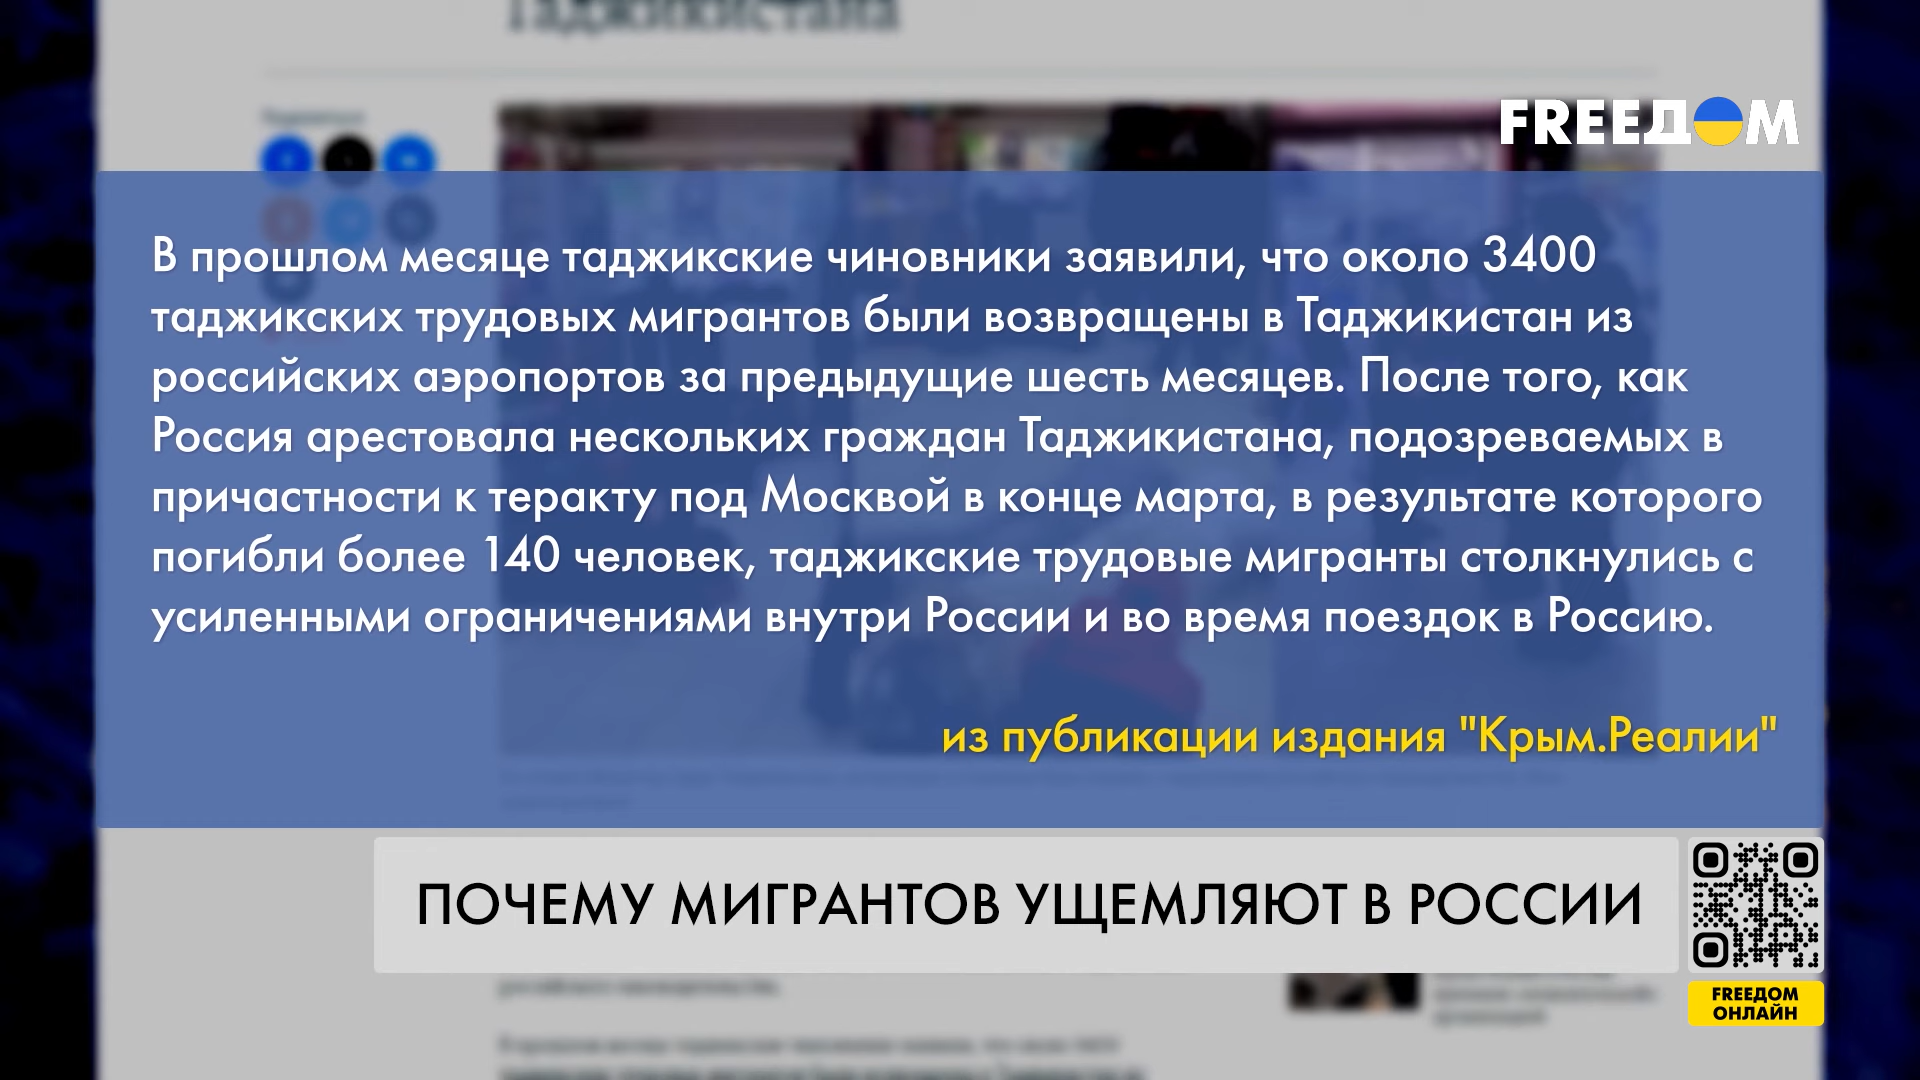 Таджикистана
FREEДOM
В прошлом месяце таджикские чиновники заявили, что около 3400
таджикских трудовых мигрантов были возвращены в Таджикистан из
российских аэропортов за предыдущие шесть месяцев. После того, как
Россия арестовала нескольких граждан Таджикистана, подозреваемых в
причастности к теракту под Москвой в конце марта, в результате которого
погибли более 140 человек, таджикские трудовые мигранты столкнулись с
усиленными ограничениями внутри России и во время поездок в Россию.
из публикации издания "Крым.Реалии"
ПОЧЕМУ МИГРАНТОВ УЩЕМЛЯЮТ В РОССИИ
FREEДOM
ОНЛАЙН